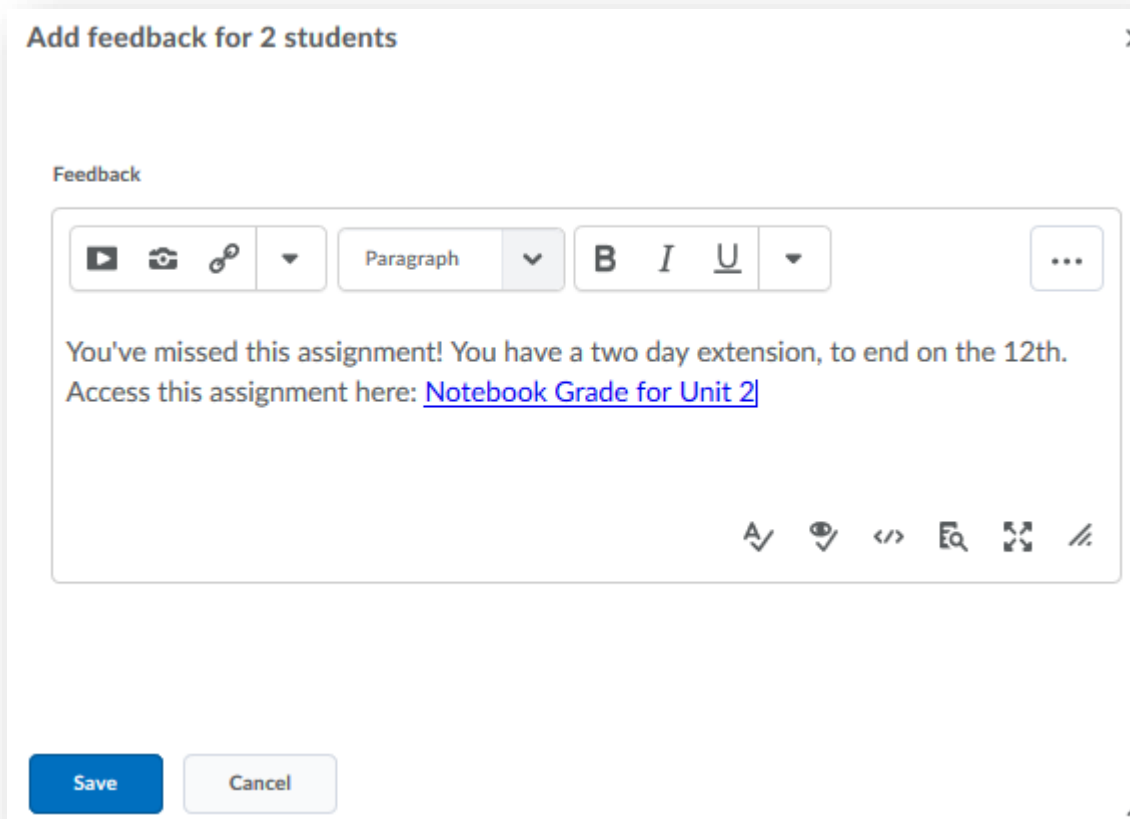 Add feedback for 2 students
Feedback
Paragraph
B I U
You've missed this assignment! You have a two day extension, to end on the 12th.
Access this assignment here: Notebook Grade for Unit 2
Save Cancel